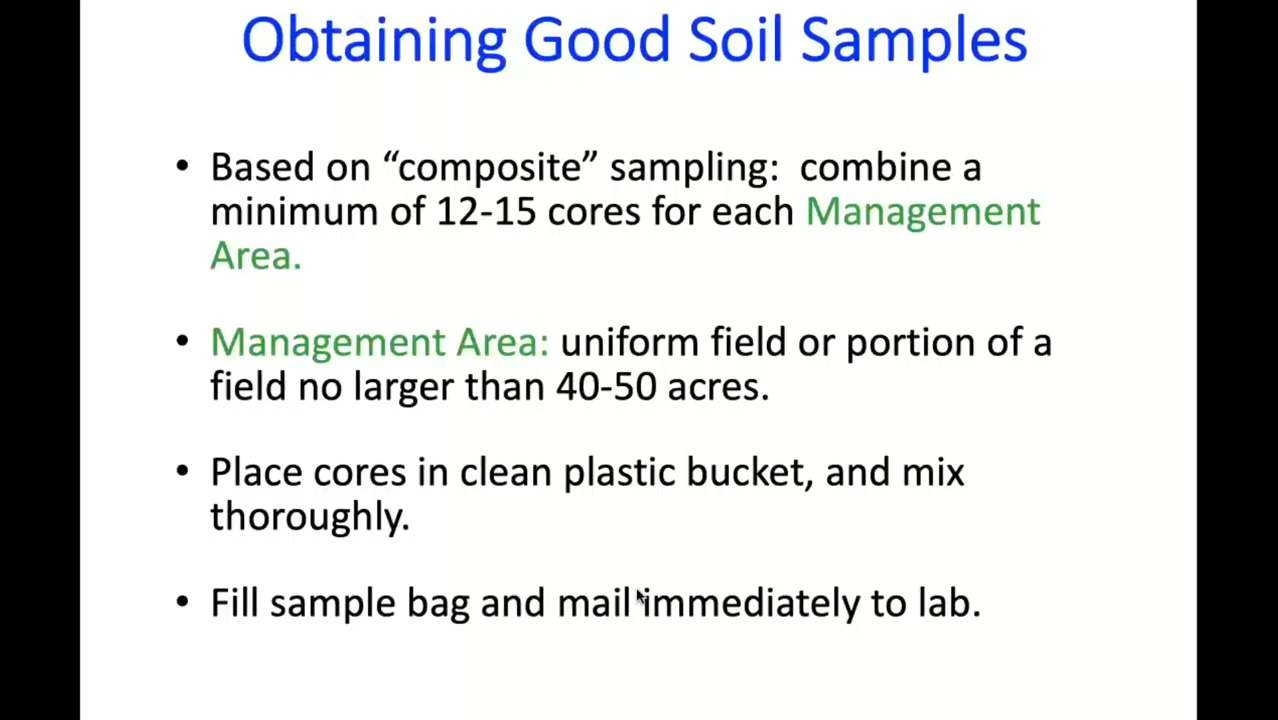 Obtaining Good Soil Samples
• Based on “composite” sampling:  combine a
minimum of 12-15 cores for each Management
Area.
• Management Area: uniform field or portion of a
field no larger than 40-50 acres.
• Place cores in clean plastic bucket, and mix
thoroughly.
• Fill sample bag and mail immediately to lab.